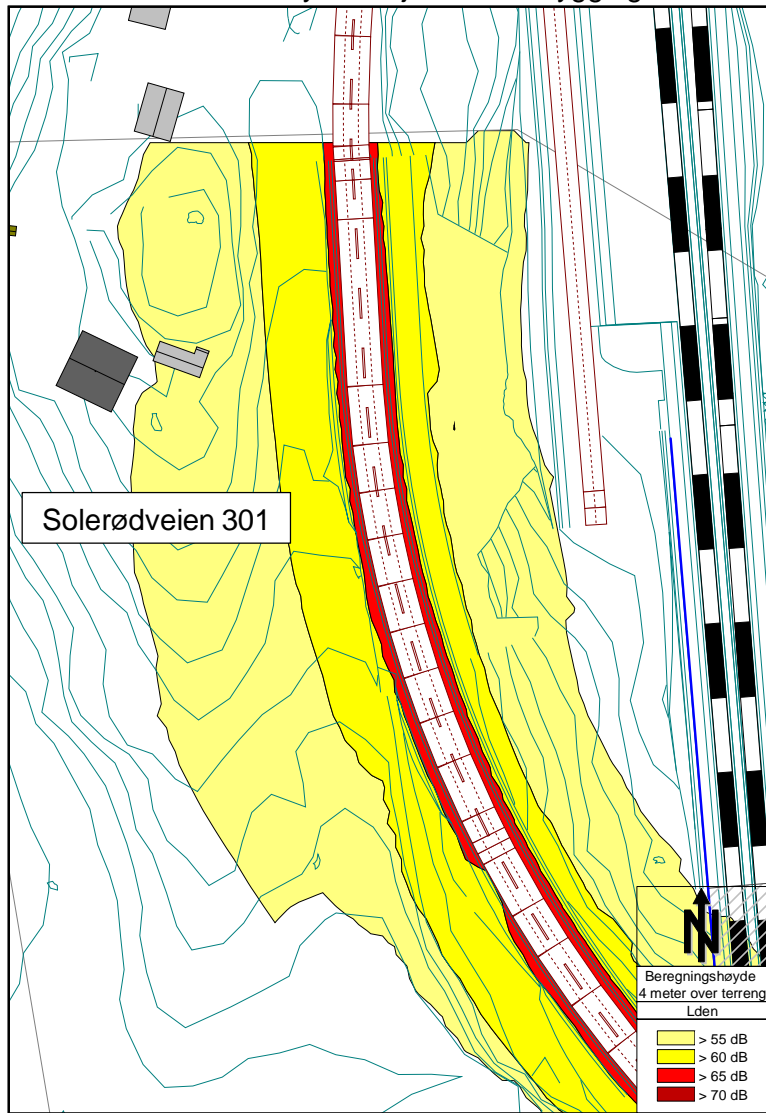 Solerødveien 301
N
Beregningshøyde
4 meter over terreng
Lden
> 55 dB
> 60 dB
> 65 dB
> 70 dB